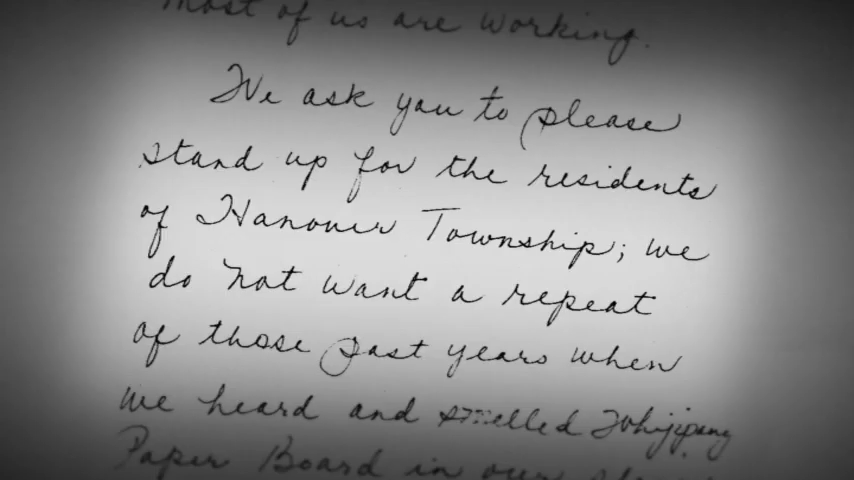 most of us are working.
We ask you to please
stand up for the residents
of Hanover Township; we
do not want a repeat
of those past years when
we heard and smelled Whippany
Paper Board in our